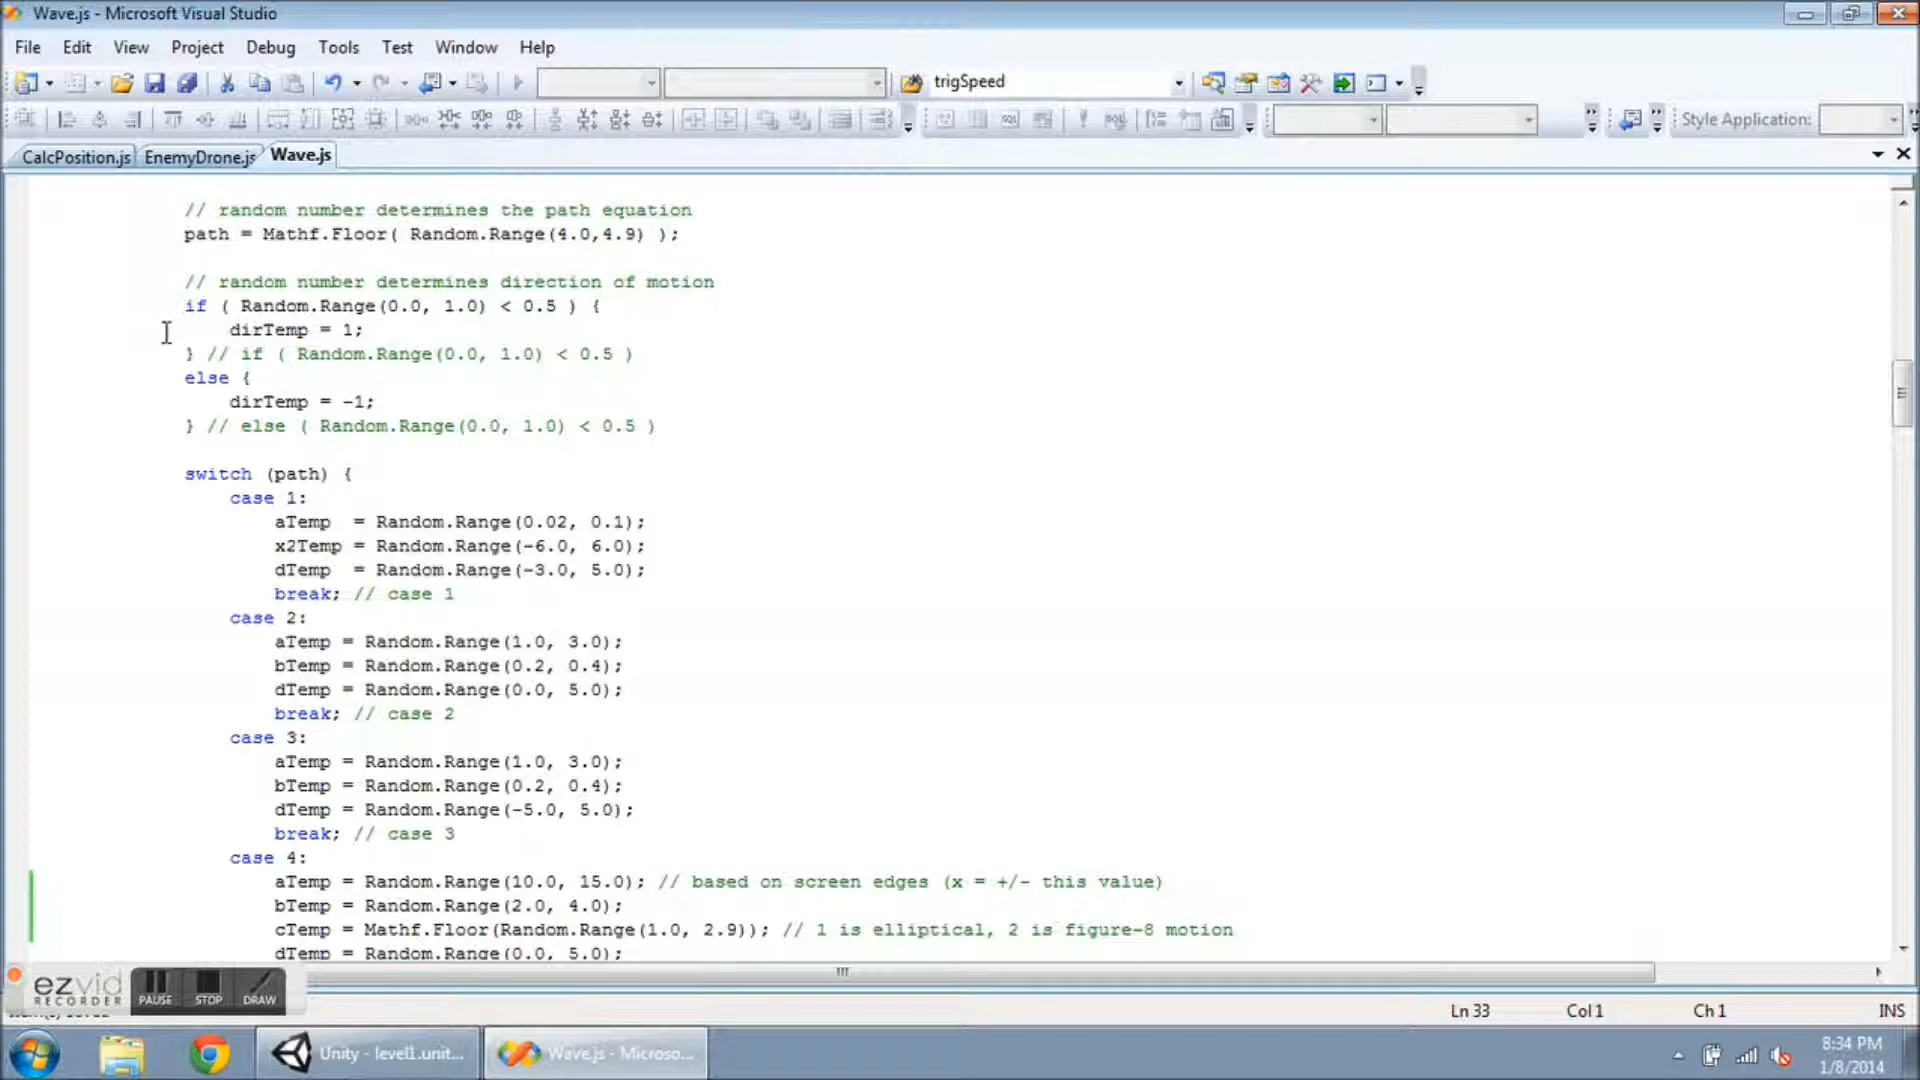 Wave.js - Microsoft Visual Studio
File Edit View Project Debug Tools Test Window Help
trigSpeed
Style Application:
CalcPosition.js EnemyDrone.js Wave.js
// random number determines the path equation
path = Mathf.Floor( Random.Range(4.0,4.9) );
// random number determines direction of motion
if ( Random.Range(0.0, 1.0) < 0.5 ) {
dirTemp = 1;
} // if ( Random.Range(0.0, 1.0) < 0.5 )
else {
dirTemp = -1;
} // else ( Random.Range(0.0, 1.0) < 0.5 )
switch (path) {
case 1:
aTemp  = Random.Range(0.02, 0.1);
x2Temp = Random.Range(-6.0, 6.0);
dTemp  = Random.Range(-3.0, 5.0);
break; // case 1
case 2:
aTemp = Random.Range(1.0, 3.0);
bTemp = Random.Range(0.2, 0.4);
dTemp = Random.Range(0.0, 5.0);
break; // case 2
case 3:
aTemp = Random.Range(1.0, 3.0);
bTemp = Random.Range(0.2, 0.4);
dTemp = Random.Range(-5.0, 5.0);
break; // case 3
case 4:
aTemp = Random.Range(10.0, 15.0); // based on screen edges (x = +/- this value)
bTemp = Random.Range(2.0, 4.0);
cTemp = Mathf.Floor(Random.Range(1.0, 2.9)); // 1 is elliptical, 2 is figure-8 motion
dTemp = Random.Range(0.0, 5.0);
ezvid
RECORDER
PAUSE STOP DRAW
Ln 33 Col 1 Ch 1 INS
Unity - level1.unit... Wave.js - Microso...
8:34 PM
1/8/2014